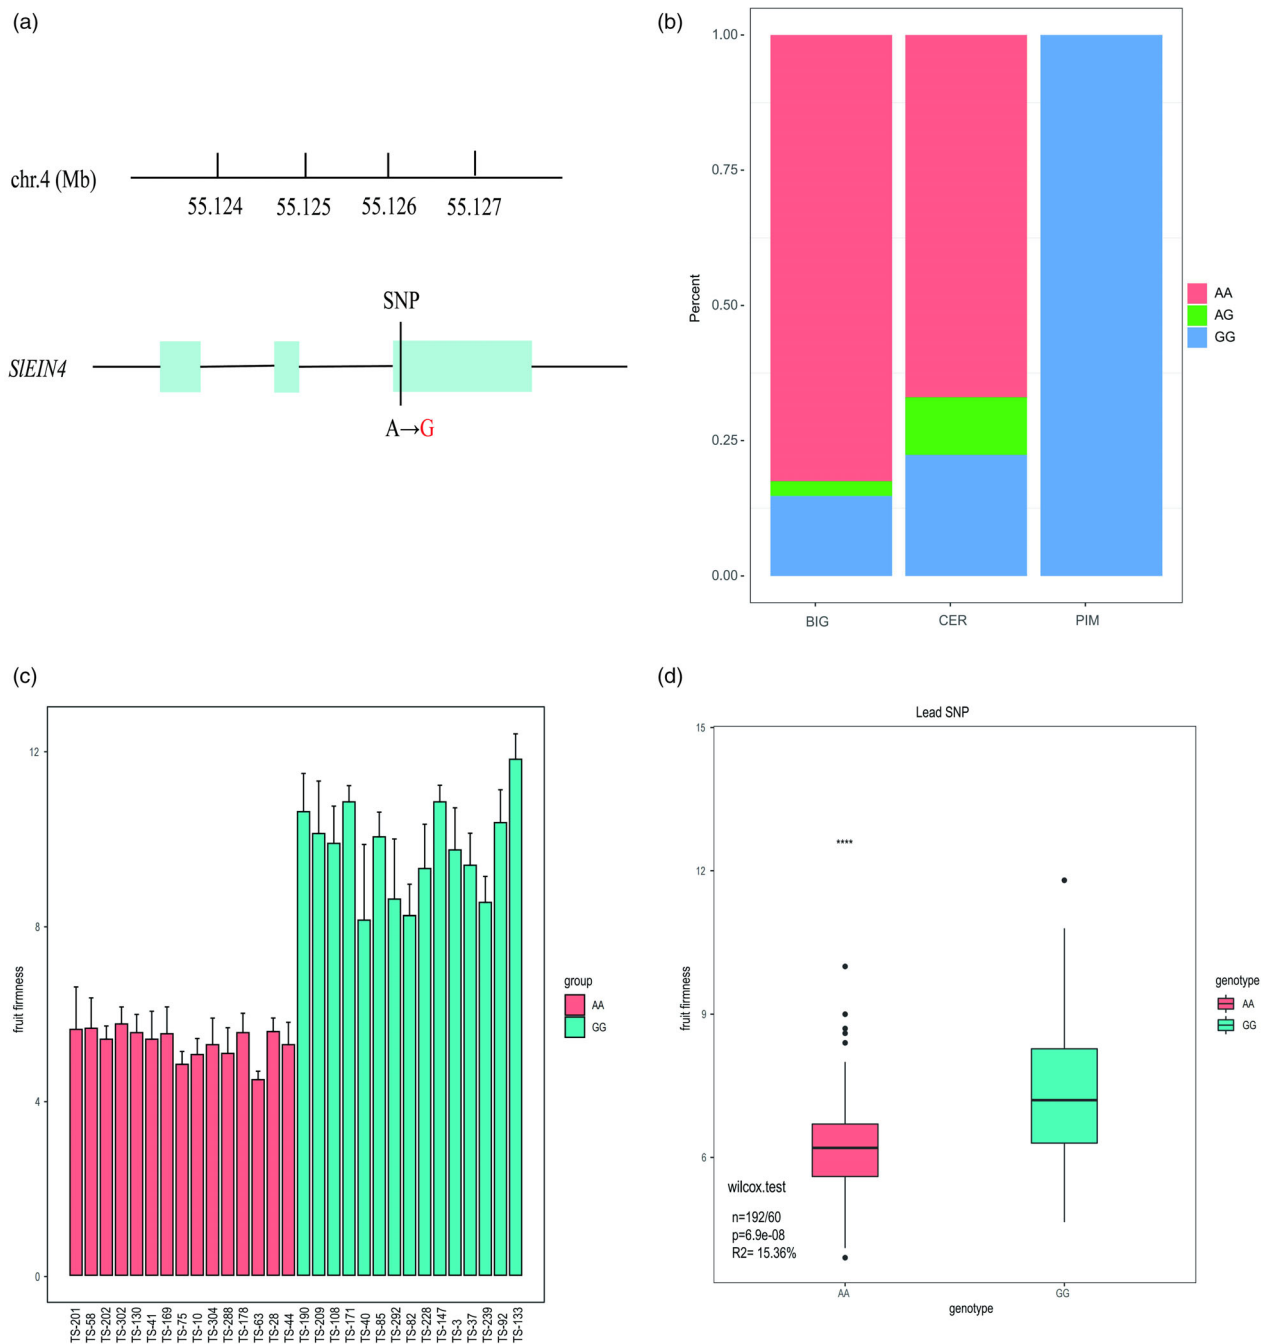 (a)
chr.4 (Mb)
55.124 55.125 55.126 55.127
SNP
SlEIN4
A→G
(b)
Percent
1.00
0.75
0.50
0.25
0.00
BIG CER PIM
AA
AG
GG
(c)
fruit firmness
12
8
4
0
TS-201 TS-58 TS-202 TS-302 TS-130 TS-41 TS-169 TS-75 TS-10 TS-304 TS-288 TS-178 TS-63 TS-28 TS-44 TS-190 TS-209 TS-108 TS-171 TS-40 TS-85 TS-292 TS-82 TS-228 TS-147 TS-3 TS-37 TS-239 TS-92 TS-133
group
AA
GG
(d)
Lead SNP
fruit firmness
15
12
9
6
****
wilcox.test
n=192/60
p=6.9e-08
R2= 15.36%
AA GG
genotype
genotype
AA
GG